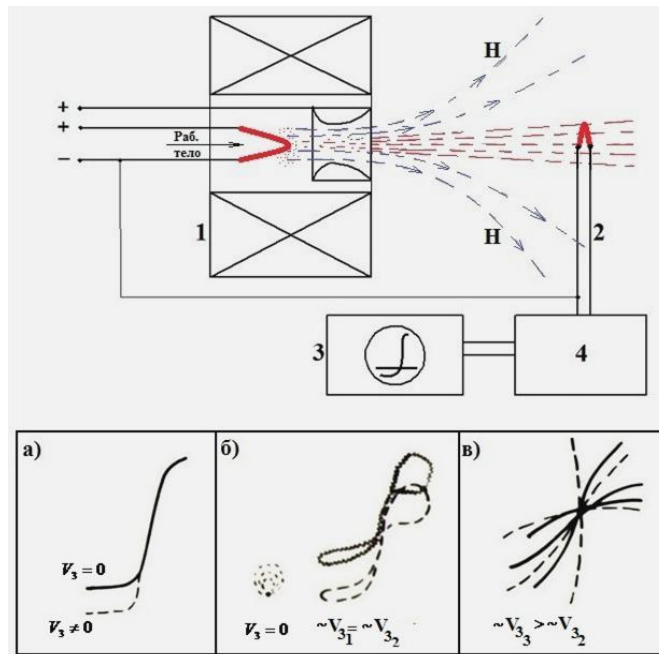 H
+
+
Раб.
тело
−
1
H
2
3
4
а)
б)
в)
V₃ = 0
V₃ ≠ 0
V₃ = 0
~V₃₁ = ~V₃₂
~V₃₃ > ~V₃₂